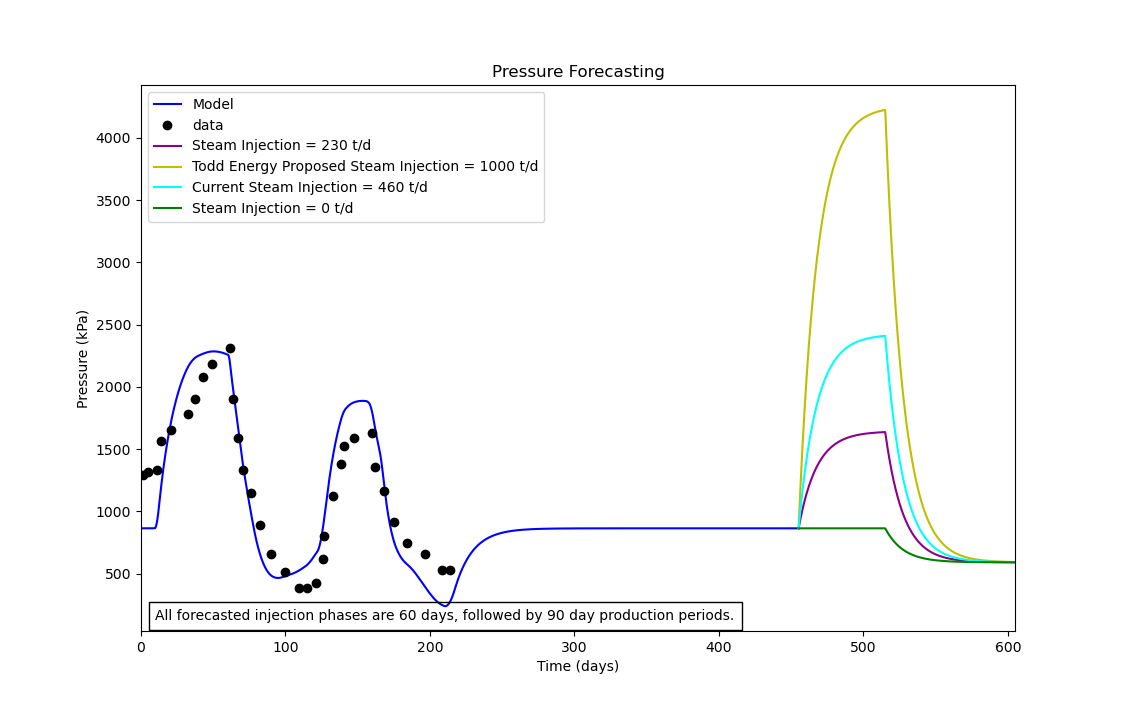 Pressure Forecasting
Model
data
Steam Injection = 230 t/d
Todd Energy Proposed Steam Injection = 1000 t/d
Current Steam Injection = 460 t/d
Steam Injection = 0 t/d
4000
3500
3000
2500
2000
1500
1000
500
Pressure (kPa)
All forecasted injection phases are 60 days, followed by 90 day production periods.
0 100 200 300 400 500 600
Time (days)